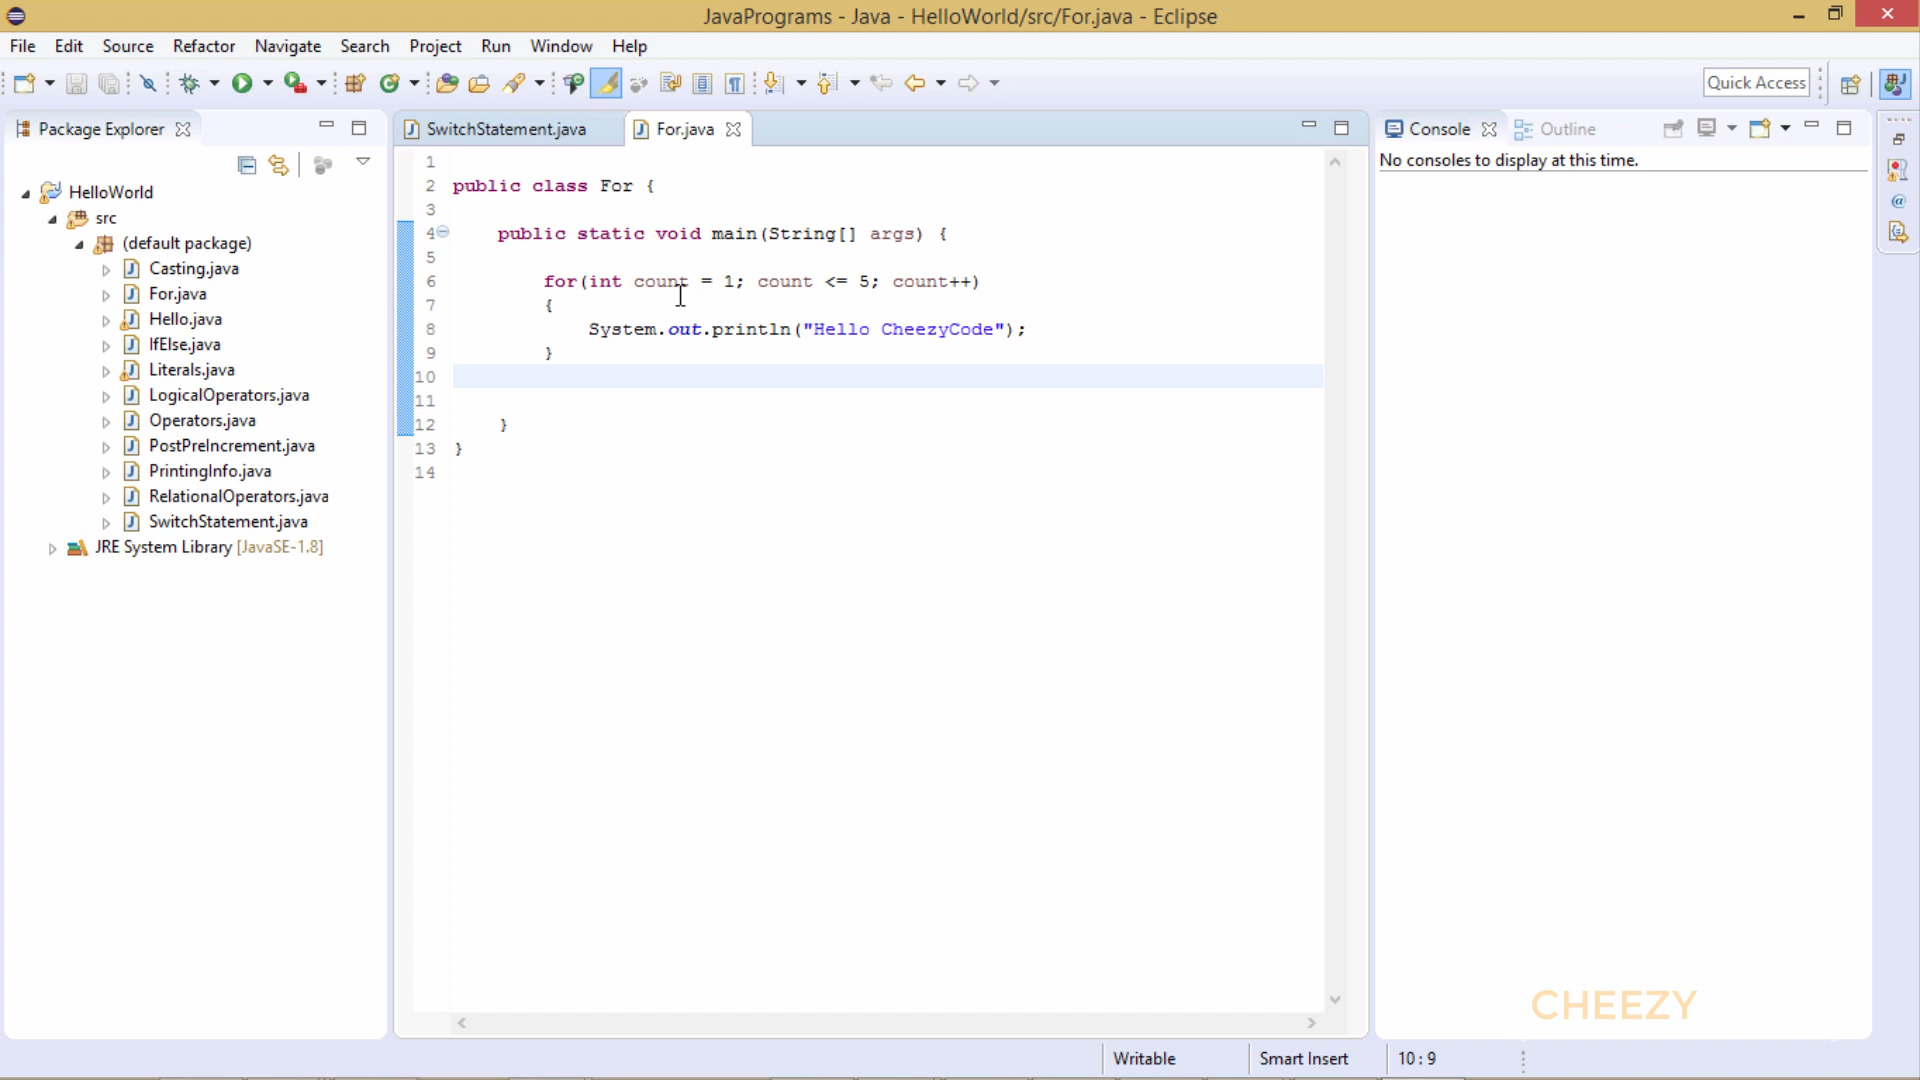 JavaPrograms - Java - HelloWorld/src/For.java - Eclipse
File Edit Source Refactor Navigate Search Project Run Window Help
Quick Access
Package Explorer
HelloWorld
src
(default package)
Casting.java
For.java
Hello.java
IfElse.java
Literals.java
LogicalOperators.java
Operators.java
PostPreIncrement.java
PrintingInfo.java
RelationalOperators.java
SwitchStatement.java
JRE System Library [JavaSE-1.8]
SwitchStatement.java For.java
1
2 public class For {
3
4 public static void main(String[] args) {
5
6 for(int count = 1; count <= 5; count++)
7 {
8 System.out.println("Hello CheezyCode");
9 }
10
11
12 }
13 }
14
Console Outline
No consoles to display at this time.
CHEEZY
Writable Smart Insert 10 : 9